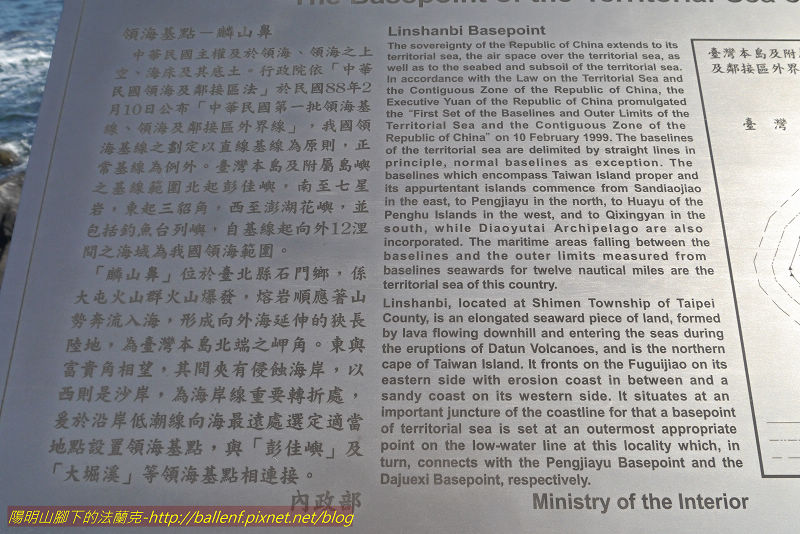 The Basepoint of the Territorial Sea o
領海基點－麟山鼻
中華民國主權及於領海、領海之上
空、海床及其底土。行政院依「中華
民國領海及鄰接區法」於民國88年2
月10日公布「中華民國第一批領海基
線、領海及鄰接區外界線」，我國領
海基線之劃定以直線基線為原則，正
常基線為例外。臺灣本島及附屬島嶼
之基線範圍北起彭佳嶼，南至七星
岩，東起三貂角，西至澎湖花嶼，並
包括釣魚台列嶼，自基線起向外12浬
間之海域為我國領海範圍。
「麟山鼻」位於臺北縣石門鄉，係
大屯火山群火山爆發，熔岩順應著山
勢奔流入海，形成向外海延伸的狹長
陸地，為臺灣本島北端之岬角。東與
富貴角相望，其間夾有侵蝕海岸，以
西則是沙岸，為海岸線重要轉折處，
爰於沿岸低潮線向海最遠處選定適當
地點設置領海基點，與「彭佳嶼」及
「大堀溪」等領海基點相連接。
內政部
Linshanbi Basepoint
The sovereignty of the Republic of China extends to its
territorial sea, the air space over the territorial sea, as
well as to the seabed and subsoil of the territorial sea.
In accordance with the Law on the Territorial Sea and
the Contiguous Zone of the Republic of China, the
Executive Yuan of the Republic of China promulgated
the "First Set of the Baselines and Outer Limits of the
Territorial Sea and the Contiguous Zone of the
Republic of China" on 10 February 1999. The baselines
of the territorial sea are delimited by straight lines in
principle, normal baselines as exception. The
baselines which encompass Taiwan Island proper and
its appurtentant islands commence from Sandiaojiao
in the east, to Pengjiayu in the north, to Huayu of the
Penghu Islands in the west, and to Qixingyan in the
south, while Diaoyutai Archipelago are also
incorporated. The maritime areas falling between the
baselines and the outer limits measured from
baselines seawards for twelve nautical miles are the
territorial sea of this country.
Linshanbi, located at Shimen Township of Taipei
County, is an elongated seaward piece of land, formed
by lava flowing downhill and entering the seas during
the eruptions of Datun Volcanoes, and is the northern
cape of Taiwan Island. It fronts on the Fuguijiao on its
eastern side with erosion coast in between and a
sandy coast on its western side. It situates at an
important juncture of the coastline for that a basepoint
of territorial sea is set at an outermost appropriate
point on the low-water line at this locality which, in
turn, connects with the Pengjiayu Basepoint and the
Dajuexi Basepoint, respectively.
Ministry of the Interior
臺灣本島及附
及鄰接區外界線
臺灣
陽明山腳下的法蘭克-http://ballenf.pixnet.net/blog